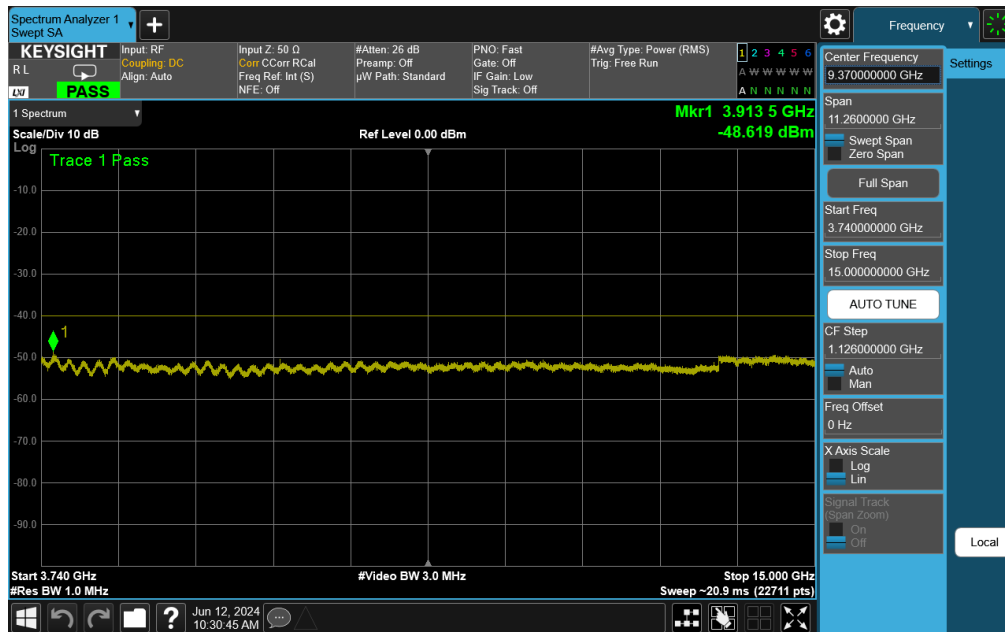 Spectrum Analyzer 1
Swept SA
KEYSIGHT
R L
LXI
PASS
Input: RF
Coupling: DC
Align: Auto
Input Z: 50 Ω
Corr CCorr RCal
Freq Ref: Int (S)
NFE: Off
#Atten: 26 dB
Preamp: Off
µW Path: Standard
PNO: Fast
Gate: Off
IF Gain: Low
Sig Track: Off
#Avg Type: Power (RMS)
Trig: Free Run
1 2 3 4 5 6
A W W W W W
A N N N N N
1 Spectrum
Scale/Div 10 dB
Ref Level 0.00 dBm
Mkr1 3.913 5 GHz
-48.619 dBm
Log
Trace 1 Pass
-10.0
-20.0
-30.0
-40.0
1
-50.0
-60.0
-70.0
-80.0
-90.0
Start 3.740 GHz
#Res BW 1.0 MHz
#Video BW 3.0 MHz
Stop 15.000 GHz
Sweep ~20.9 ms (22711 pts)
?
Jun 12, 2024
10:30:45 AM
Frequency
Settings
Center Frequency
9.370000000 GHz
Span
11.2600000 GHz
Swept Span
Zero Span
Full Span
Start Freq
3.740000000 GHz
Stop Freq
15.000000000 GHz
AUTO TUNE
CF Step
1.126000000 GHz
Auto
Man
Freq Offset
0 Hz
X Axis Scale
Log
Lin
Signal Track
(Span Zoom)
On
Off
Local